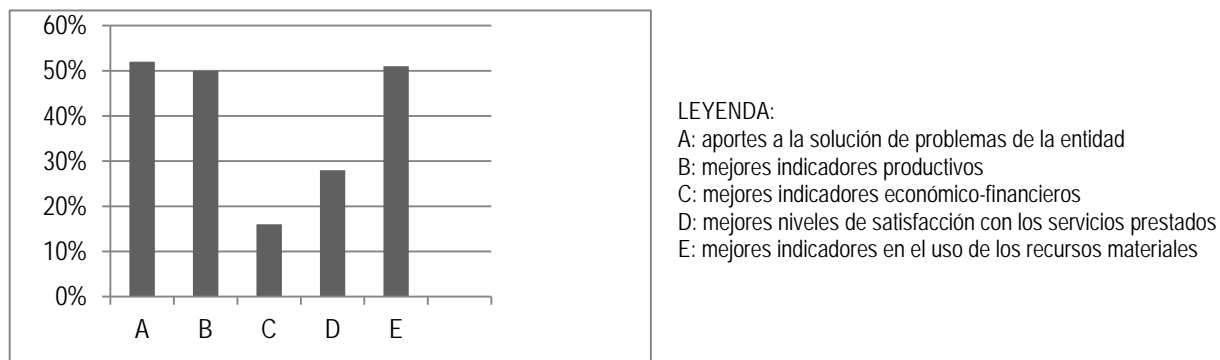 60%
50%
40%
30%
20%
10%
0%
A B C D E
LEYENDA:
A: aportes a la solución de problemas de la entidad
B: mejores indicadores productivos
C: mejores indicadores económico-financieros
D: mejores niveles de satisfacción con los servicios prestados
E: mejores indicadores en el uso de los recursos materiales